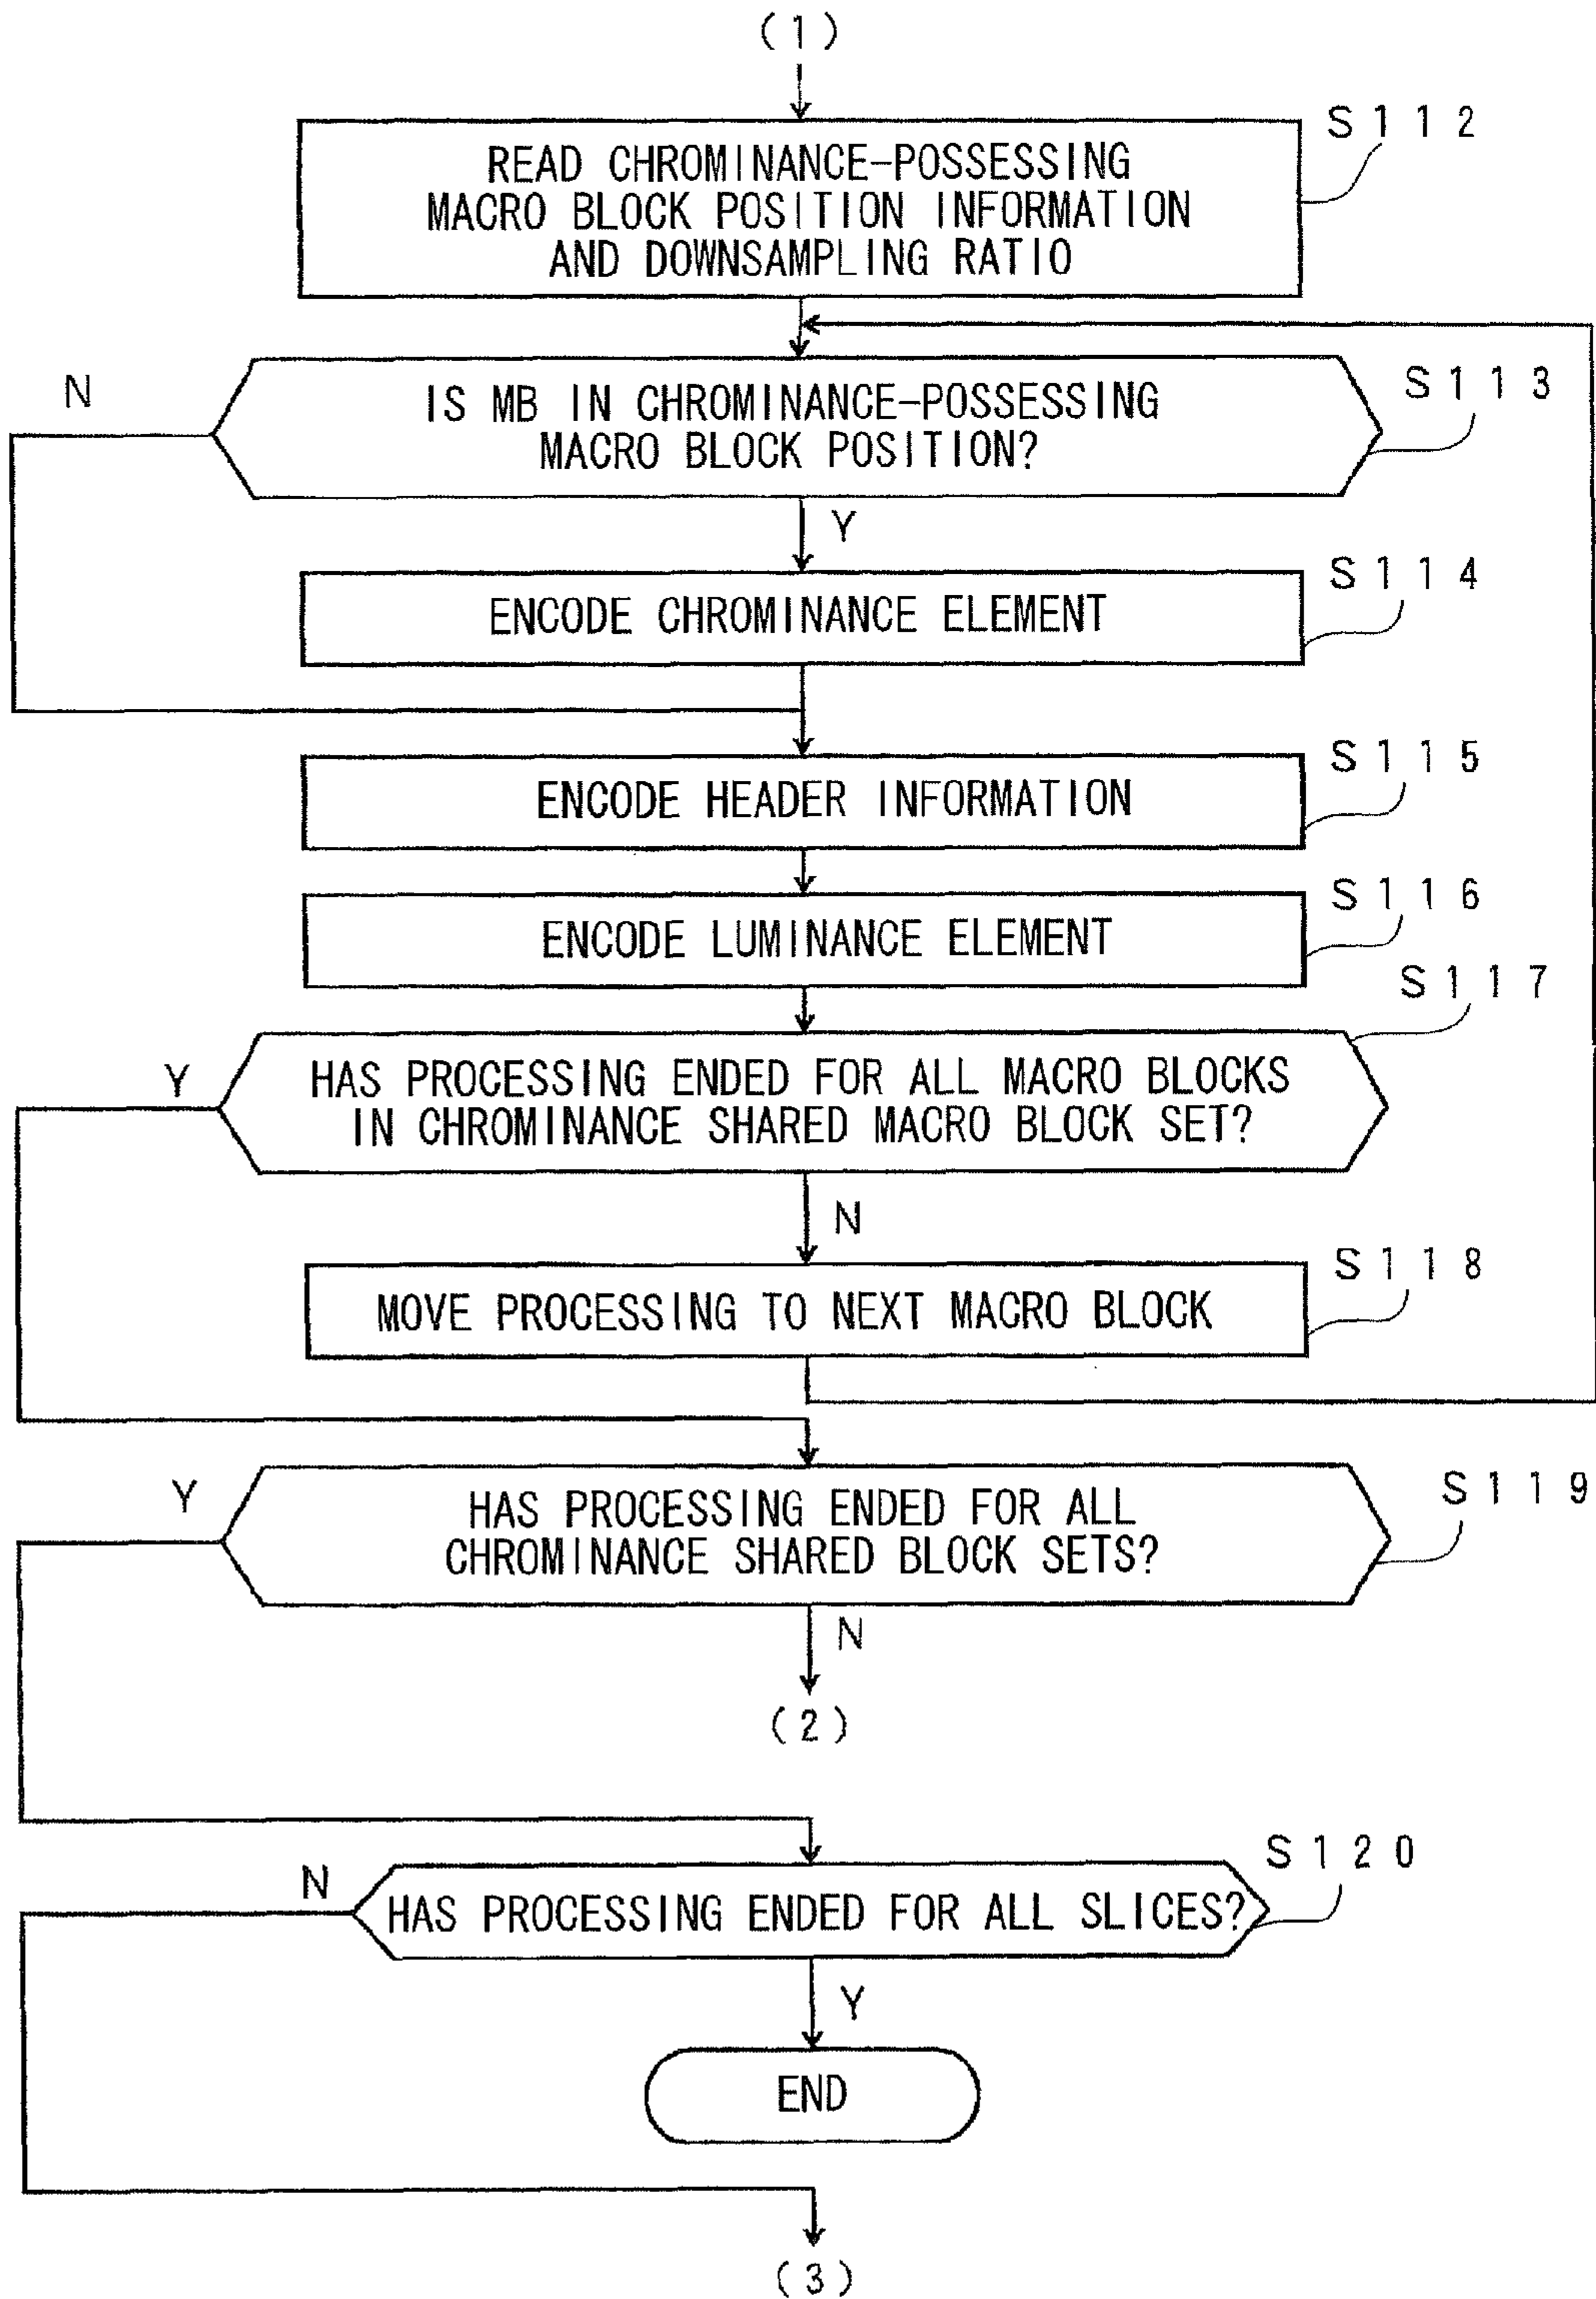 (1)
S112
READ CHROMINANCE-POSSESSING
MACRO BLOCK POSITION INFORMATION
AND DOWNSAMPLING RATIO
N
S113
IS MB IN CHROMINANCE-POSSESSING
MACRO BLOCK POSITION?
Y
S114
ENCODE CHROMINANCE ELEMENT
S115
ENCODE HEADER INFORMATION
S116
ENCODE LUMINANCE ELEMENT
S117
Y
HAS PROCESSING ENDED FOR ALL MACRO BLOCKS
IN CHROMINANCE SHARED MACRO BLOCK SET?
N
S118
MOVE PROCESSING TO NEXT MACRO BLOCK
Y
S119
HAS PROCESSING ENDED FOR ALL
CHROMINANCE SHARED BLOCK SETS?
N
(2)
S120
N
HAS PROCESSING ENDED FOR ALL SLICES?
Y
END
(3)